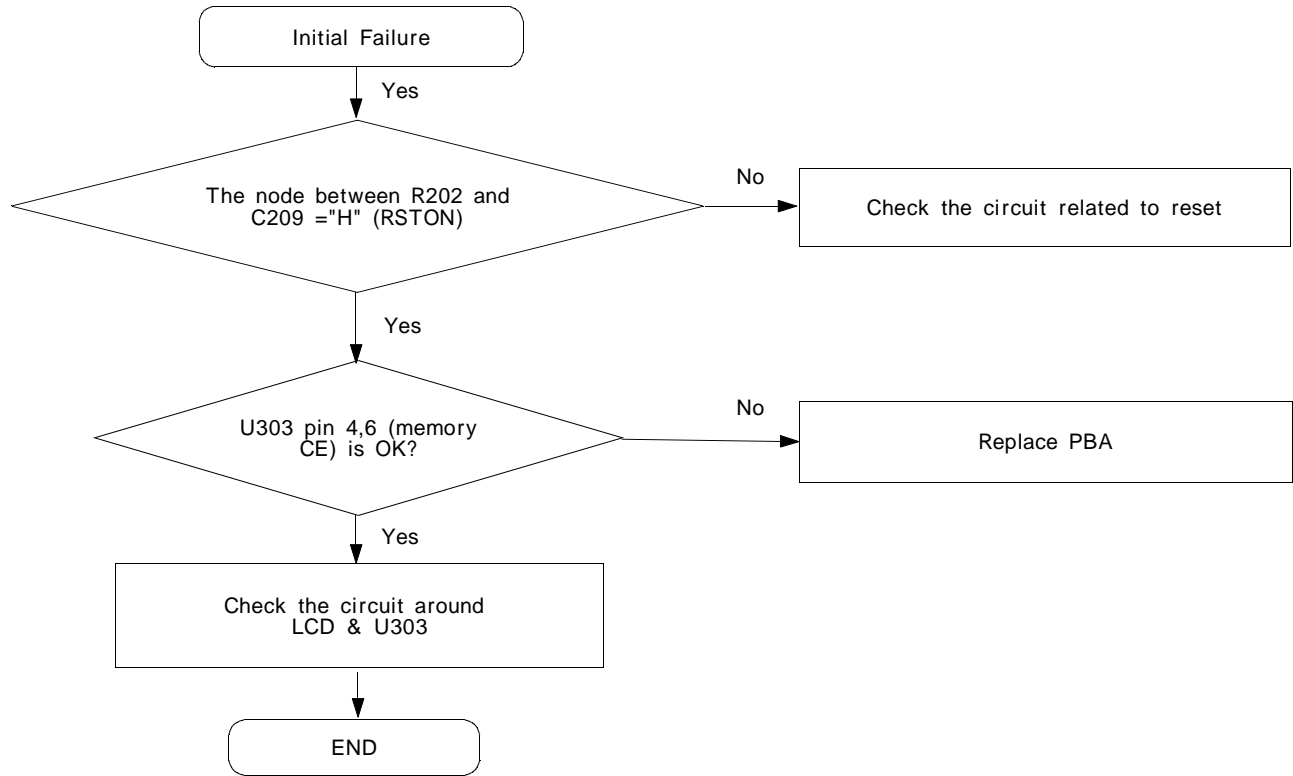 Initial Failure
Yes
The node between R202 and
C209 ="H" (RSTON)
No
Check the circuit related to reset
Yes
U303 pin 4,6 (memory
CE) is OK?
No
Replace PBA
Yes
Check the circuit around
LCD & U303
END